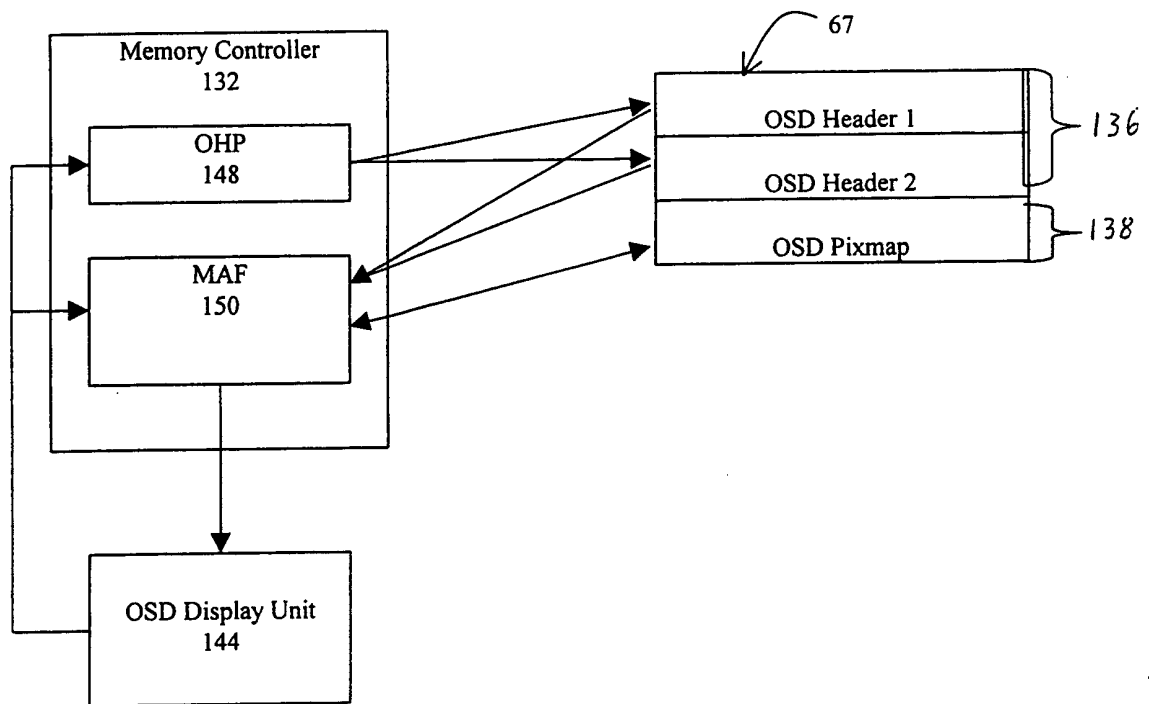 67
Memory Controller
132
OHP
148
MAF
150
OSD Header 1
OSD Header 2
OSD Pixmap
136
138
OSD Display Unit
144